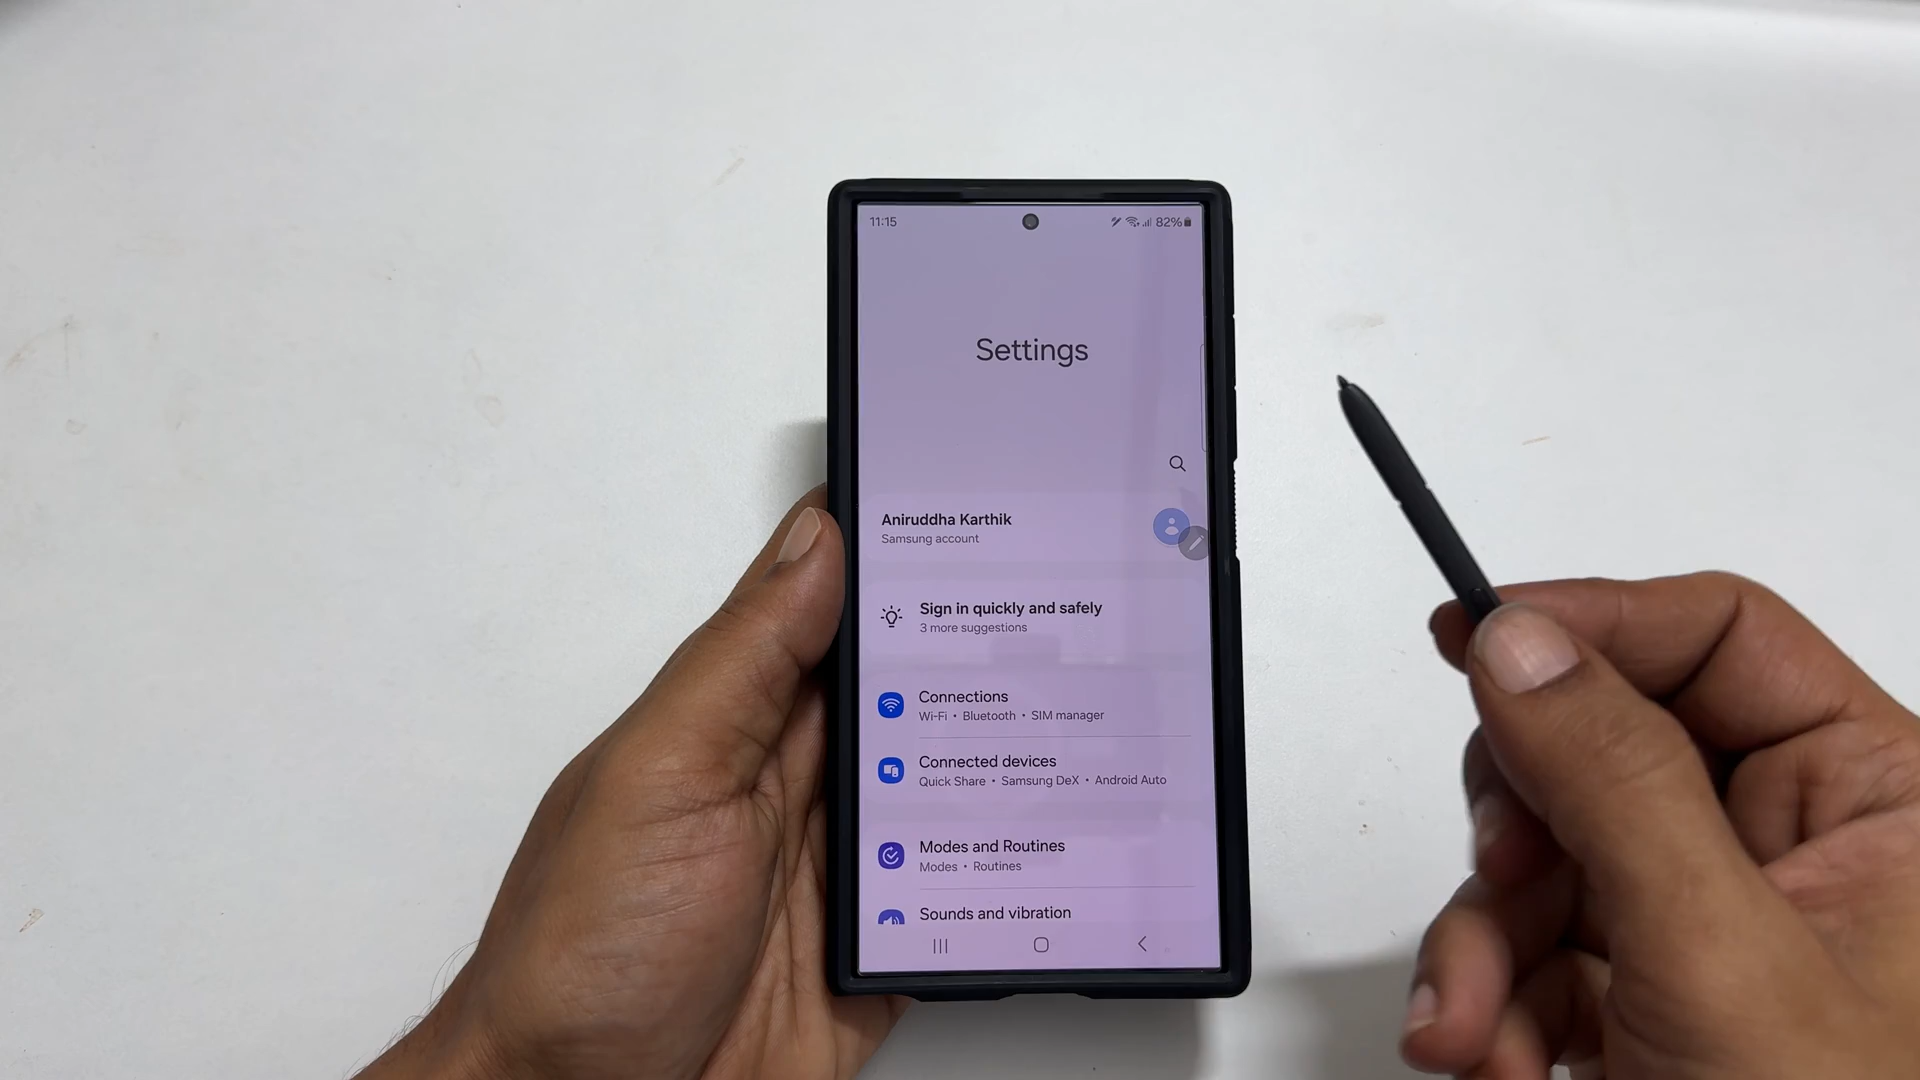 11:15
82%
Settings
Aniruddha Karthik
Samsung account
Sign in quickly and safely
3 more suggestions
Connections
Wi-Fi • Bluetooth • SIM manager
Connected devices
Quick Share • Samsung DeX • Android Auto
Modes and Routines
Modes • Routines
Sounds and vibration